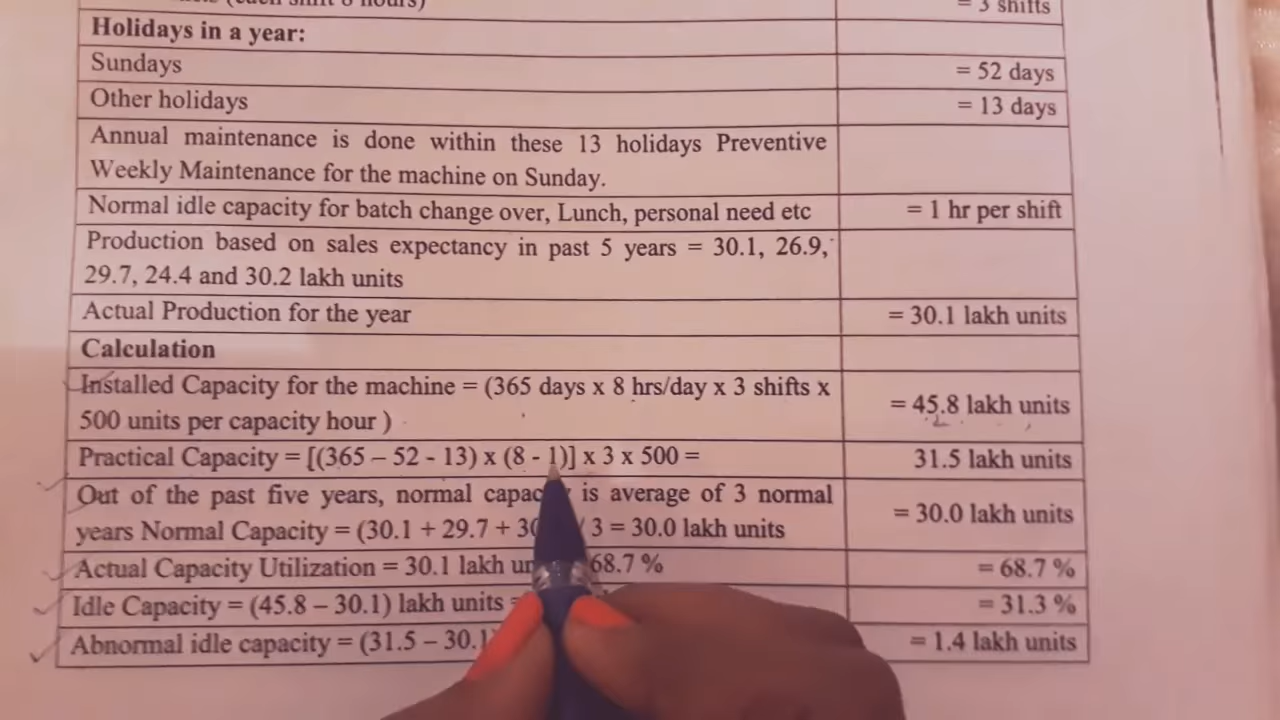 (each shift 8 hours)
= 3 shifts
Holidays in a year:
Sundays
= 52 days
Other holidays
= 13 days
Annual maintenance is done within these 13 holidays Preventive
Weekly Maintenance for the machine on Sunday.
Normal idle capacity for batch change over, Lunch, personal need etc
= 1 hr per shift
Production based on sales expectancy in past 5 years = 30.1, 26.9,
29.7, 24.4 and 30.2 lakh units
Actual Production for the year
= 30.1 lakh units
Calculation
Installed Capacity for the machine = (365 days x 8 hrs/day x 3 shifts x
500 units per capacity hour )
= 45.8 lakh units
Practical Capacity = [(365 – 52 - 13) x (8 - 1)] x 3 x 500 =
31.5 lakh units
Out of the past five years, normal is average of 3 normal
years Normal Capacity = (30.1 + 29.7 + / 3 = 30.0 lakh units
= 30.0 lakh units
Actual Capacity Utilization = 30.1 lakh 68.7 %
= 68.7 %
Idle Capacity = (45.8 – 30.1) lakh units =
= 31.3 %
Abnormal idle capacity = (31.5 – 30.1
= 1.4 lakh units